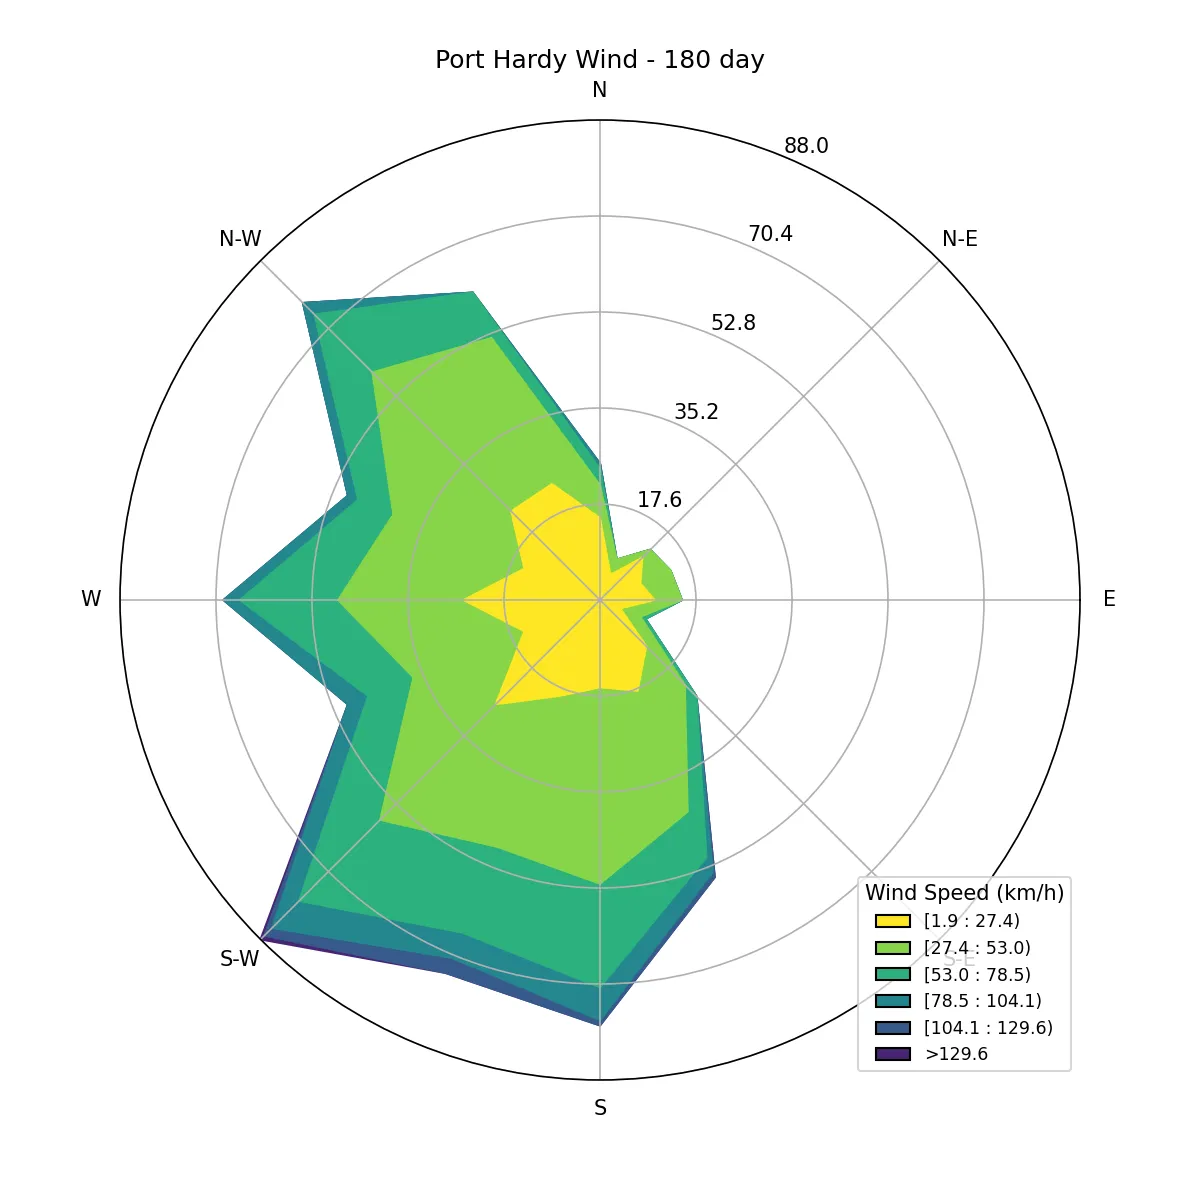 Port Hardy Wind - 180 day
N
88.0
70.4
N-W
N-E
52.8
35.2
17.6
W
E
S-W
S-E
S
Wind Speed (km/h)
[1.9 : 27.4)
[27.4 : 53.0)
[53.0 : 78.5)
[78.5 : 104.1)
[104.1 : 129.6)
>129.6